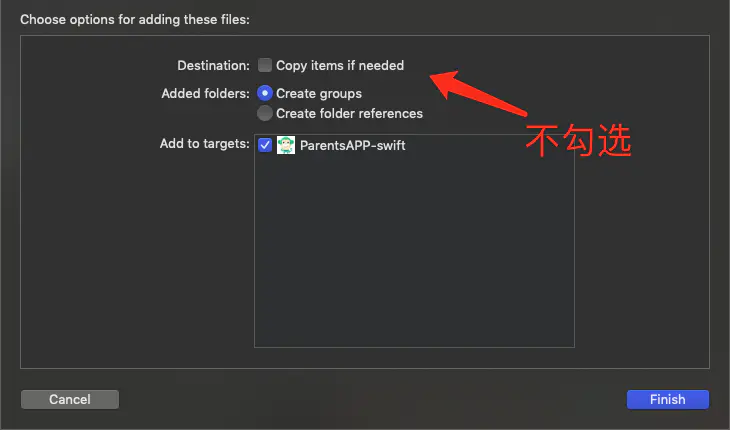 Choose options for adding these files:
Destination: Copy items if needed
Added folders: Create groups
Create folder references
不勾选
Add to targets: ParentsAPP-swift
Cancel Finish